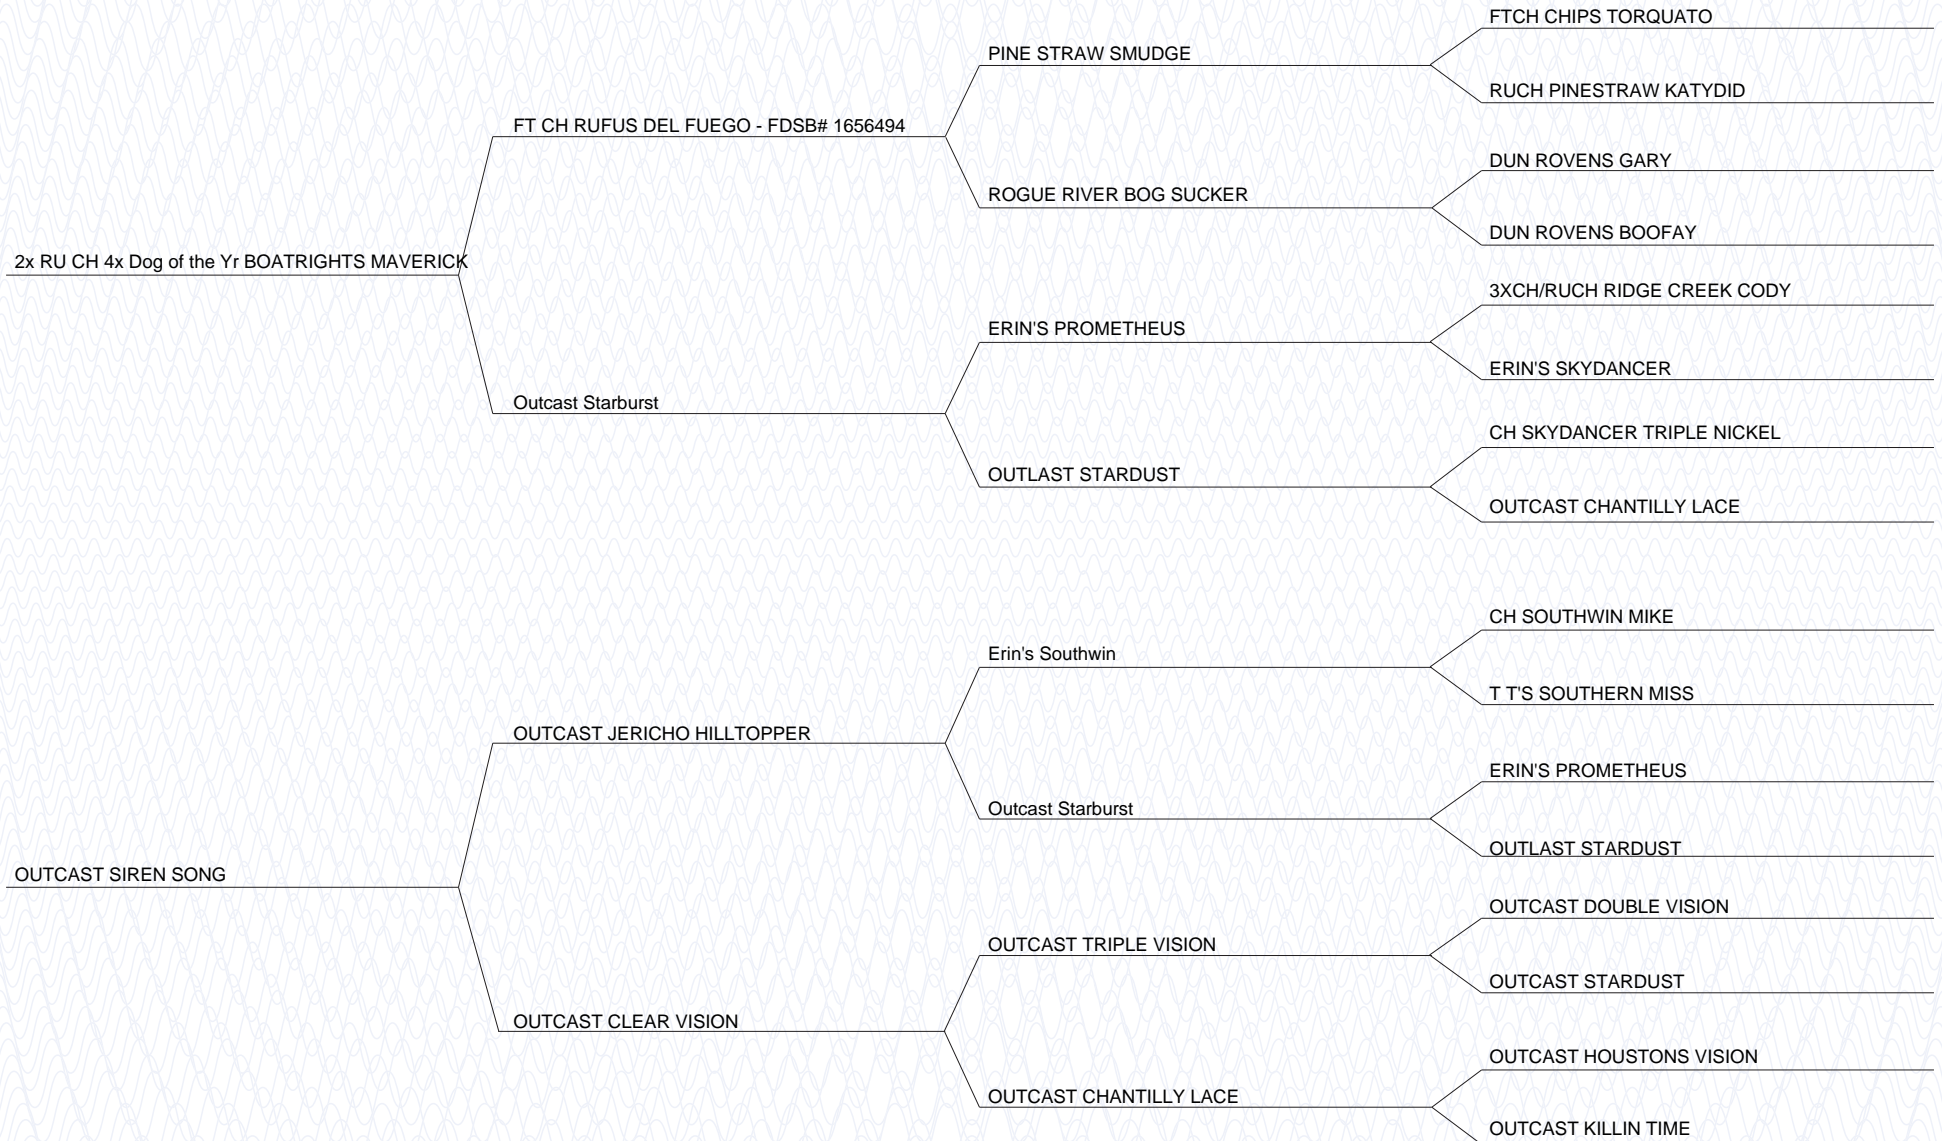 FTCH CHIPS TORQUATO
PINE STRAW SMUDGE
RUCH PINESTRAW KATYDID
FT CH RUFUS DEL FUEGO - FDSB# 1656494
DUN ROVENS GARY
ROGUE RIVER BOG SUCKER
DUN ROVENS BOOFAY
2x RU CH 4x Dog of the Yr BOATRIGHTS MAVERICK
3XCH/RUCH RIDGE CREEK CODY
ERIN'S PROMETHEUS
ERIN'S SKYDANCER
Outcast Starburst
CH SKYDANCER TRIPLE NICKEL
OUTLAST STARDUST
OUTCAST CHANTILLY LACE
CH SOUTHWIN MIKE
Erin's Southwin
T T'S SOUTHERN MISS
OUTCAST JERICHO HILLTOPPER
ERIN'S PROMETHEUS
Outcast Starburst
OUTLAST STARDUST
OUTCAST SIREN SONG
OUTCAST DOUBLE VISION
OUTCAST TRIPLE VISION
OUTCAST STARDUST
OUTCAST CLEAR VISION
OUTCAST HOUSTONS VISION
OUTCAST CHANTILLY LACE
OUTCAST KILLIN TIME